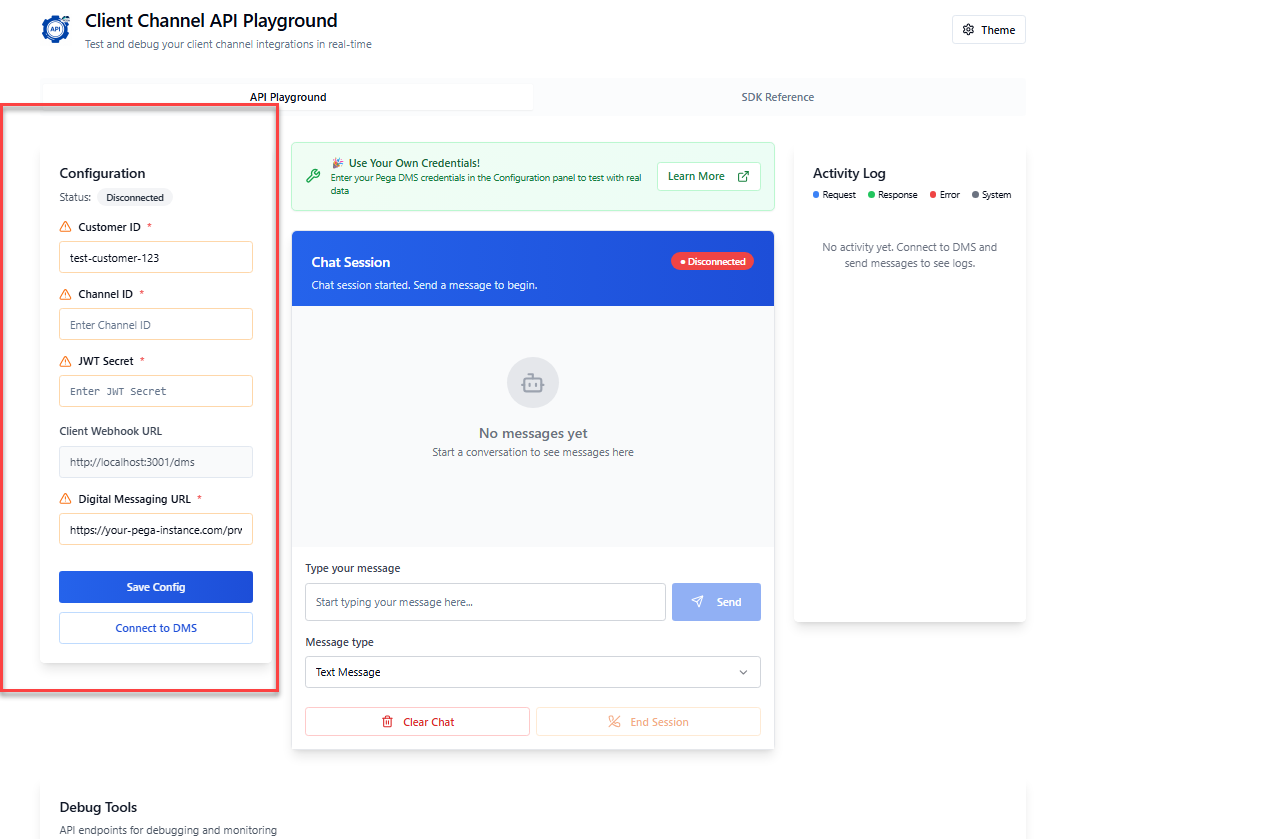 API
Client Channel API Playground
Test and debug your client channel integrations in real-time
Theme
API Playground
SDK Reference
Configuration
Status: Disconnected
Customer ID *
test-customer-123
Channel ID *
Enter Channel ID
JWT Secret *
Enter JWT Secret
Client Webhook URL
http://localhost:3001/dms
Digital Messaging URL *
https://your-pega-instance.com/prw
Save Config
Connect to DMS
Use Your Own Credentials!
Enter your Pega DMS credentials in the Configuration panel to test with real
data
Learn More
Chat Session
Disconnected
Chat session started. Send a message to begin.
No messages yet
Start a conversation to see messages here
Type your message
Start typing your message here...
Send
Message type
Text Message
Clear Chat
End Session
Activity Log
Request Response Error System
No activity yet. Connect to DMS and
send messages to see logs.
Debug Tools
API endpoints for debugging and monitoring